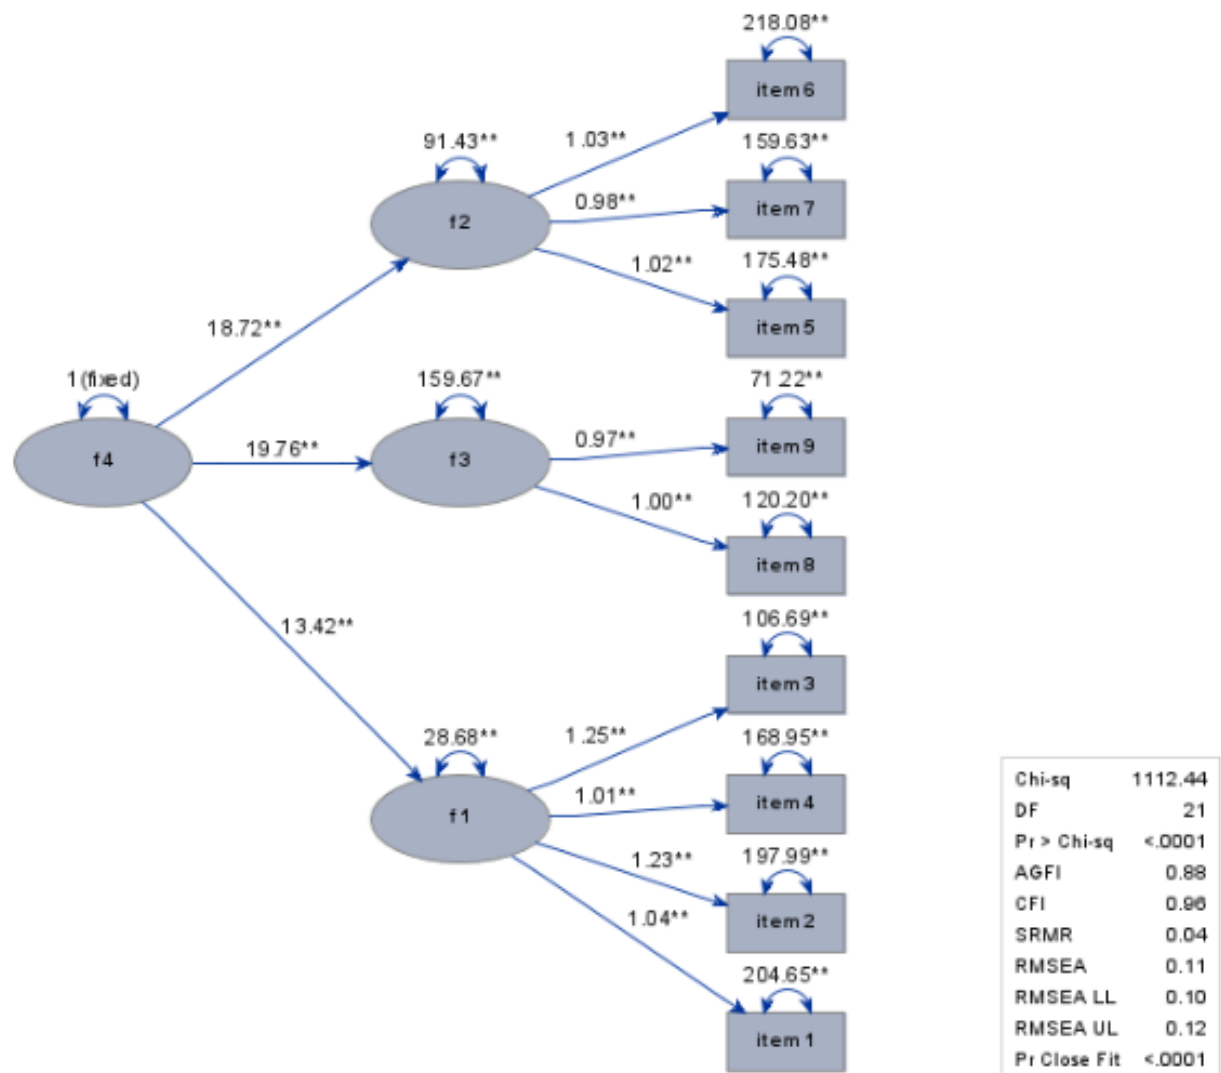 218.08**
item6
91.43**
1.03**
159.63**
0.98**
item7
f2
1.02**
175.48**
item5
18.72**
1(fixed)
159.67**
71.22**
0.97**
item9
f4
19.76**
f3
1.00**
120.20**
item8
13.42**
106.69**
item3
28.68**
1.25**
168.95**
1.01**
item4
f1
1.23**
197.99**
item2
1.04**
204.65**
item1
Chi-sq 1112.44
DF 21
Pr > Chi-sq <.0001
AGFI 0.88
CFI 0.96
SRMR 0.04
RMSEA 0.11
RMSEA LL 0.10
RMSEA UL 0.12
Pr Close Fit <.0001